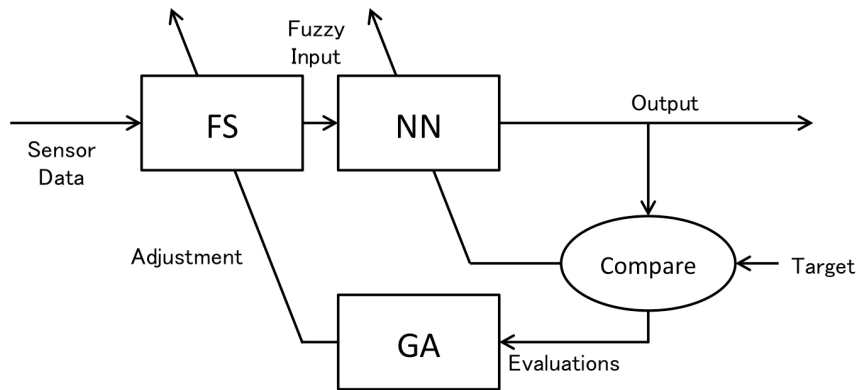 Fuzzy
Input
FS
NN
Output
Sensor
Data
Adjustment
Compare
Target
GA
Evaluations